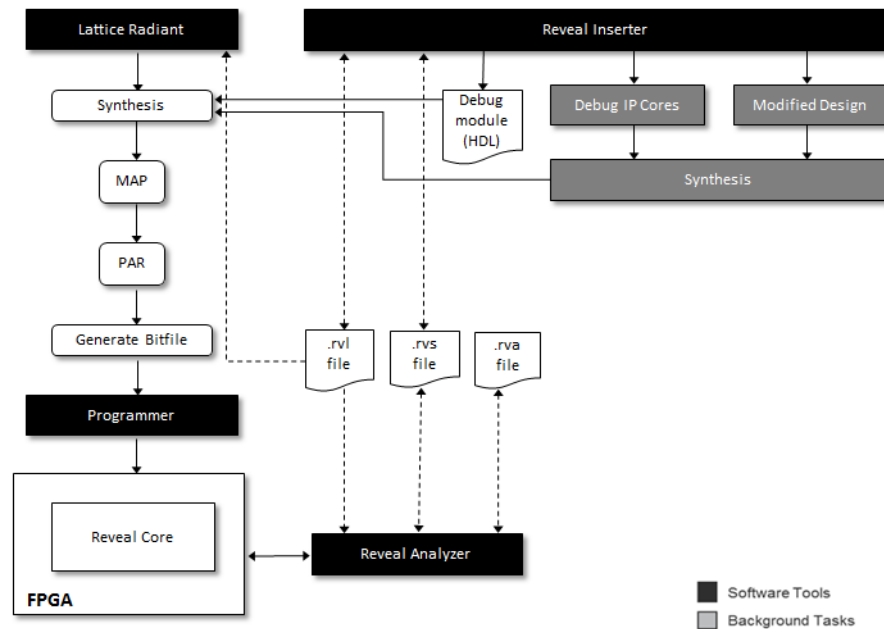 Lattice Radiant
Reveal Inserter
Synthesis
Debug
module
(HDL)
Debug IP Cores
Modified Design
Synthesis
MAP
PAR
Generate Bitfile
.rvl
file
.rvs
file
.rva
file
Programmer
Reveal Core
Reveal Analyzer
FPGA
Software Tools
Background Tasks